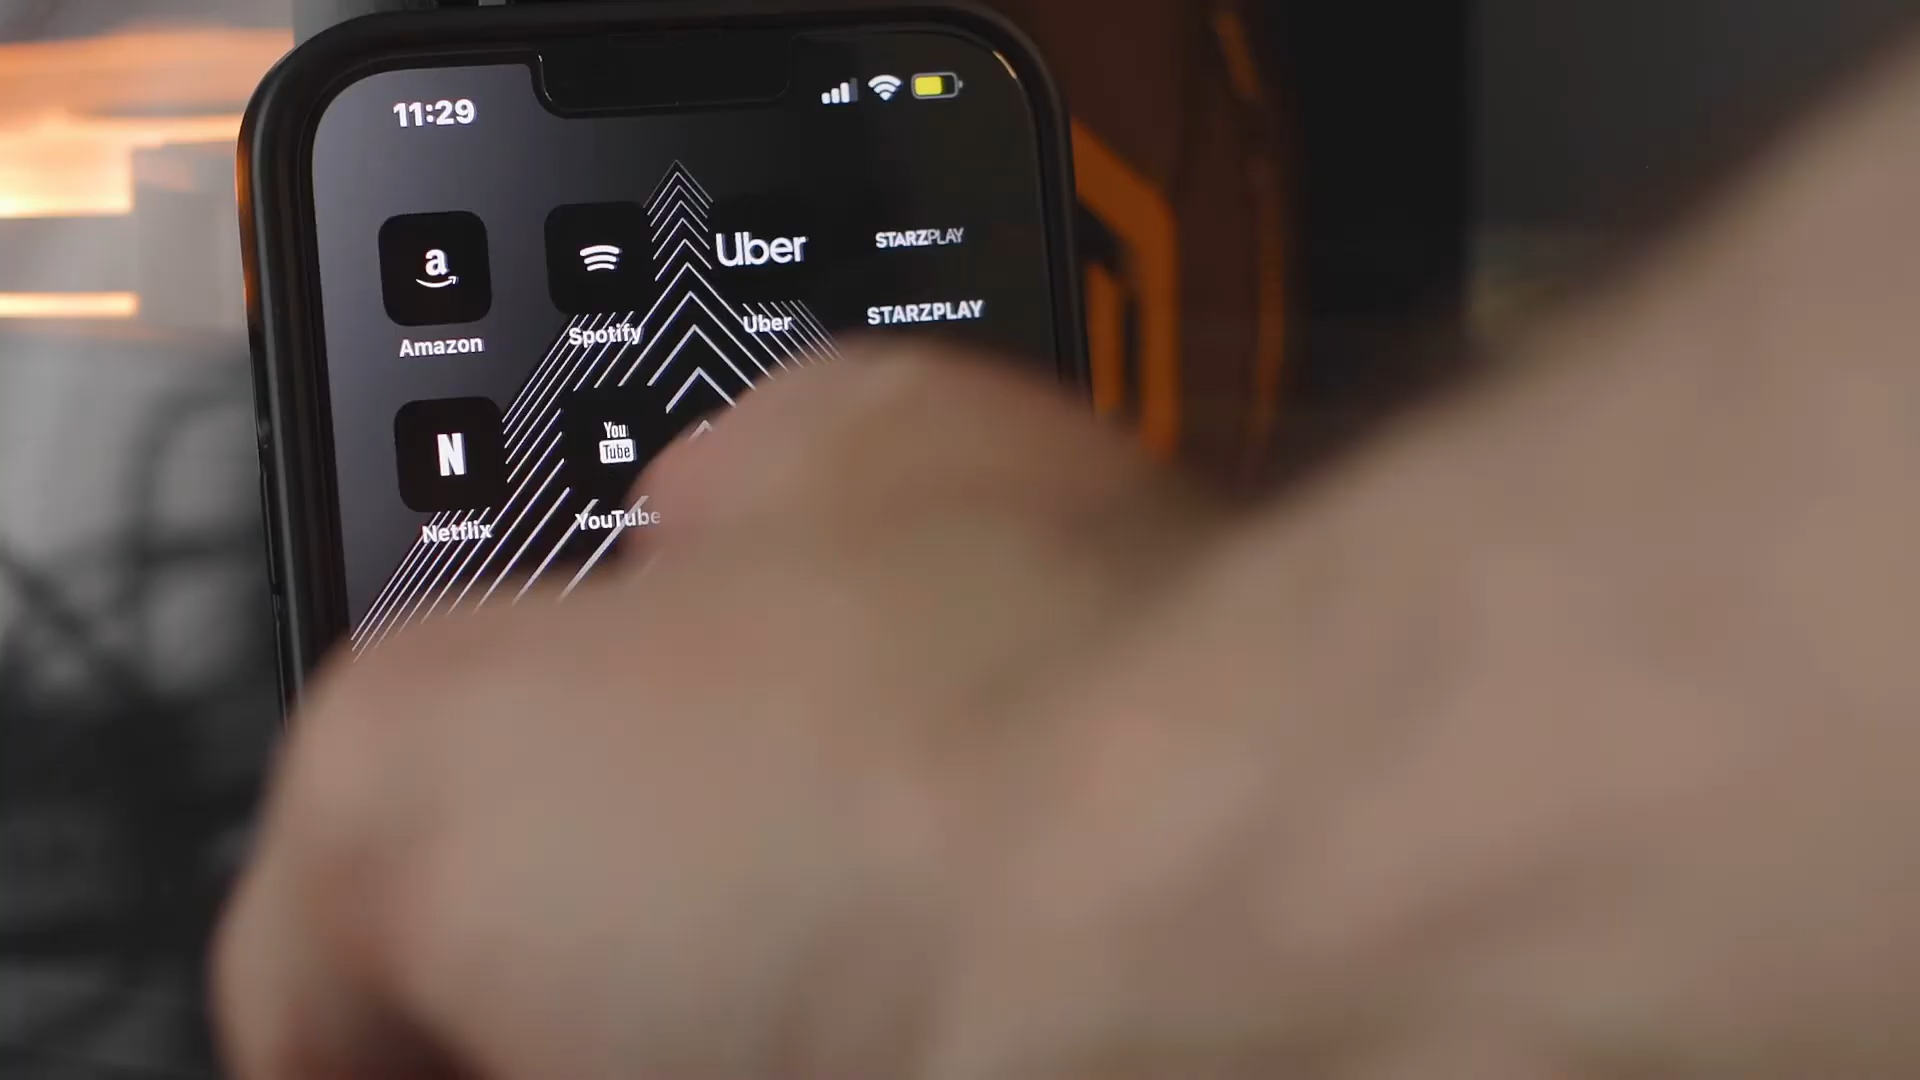 11:29
a
Uber
STARZPLAY
Amazon
Spotify
Uber
STARZPLAY
N
You
Tube
Netflix
YouTube